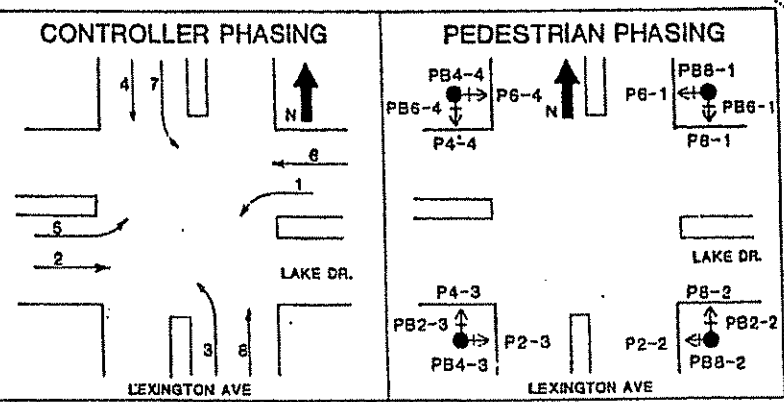 CONTROLLER PHASING
4
7
N
6
1
5
2
LAKE DR.
3
8
LEXINGTON AVE
PEDESTRIAN PHASING
PB4-4
P6-4
PB6-4
P4-4
N
PB8-1
P6-1
PB6-1
P8-1
LAKE DR.
P4-3
PB2-3
P2-3
PB4-3
P8-2
PB2-2
P2-2
PB8-2
LEXINGTON AVE